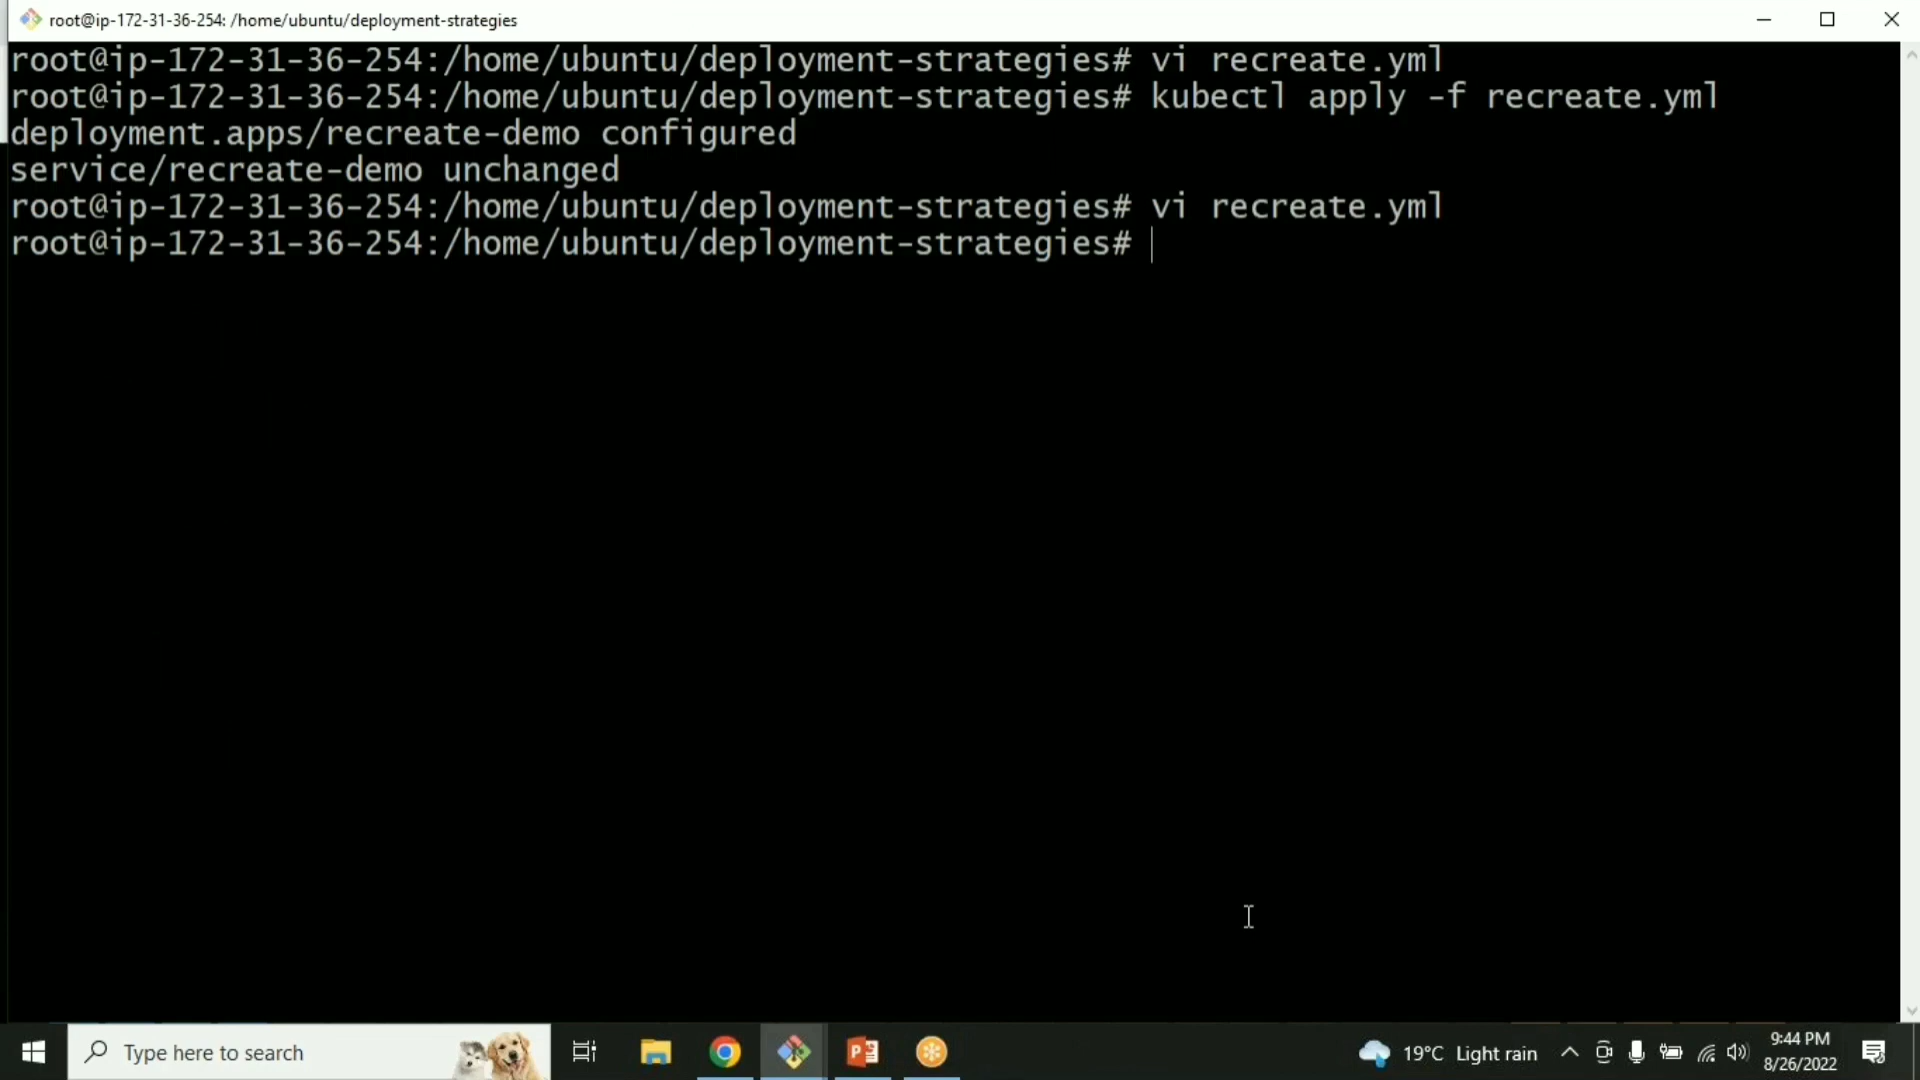 root@ip-172-31-36-254: /home/ubuntu/deployment-strategies
root@ip-172-31-36-254:/home/ubuntu/deployment-strategies# vi recreate.yml
root@ip-172-31-36-254:/home/ubuntu/deployment-strategies# kubectl apply -f recreate.yml
deployment.apps/recreate-demo configured
service/recreate-demo unchanged
root@ip-172-31-36-254:/home/ubuntu/deployment-strategies# vi recreate.yml
root@ip-172-31-36-254:/home/ubuntu/deployment-strategies#
Type here to search
19°C Light rain
9:44 PM
8/26/2022